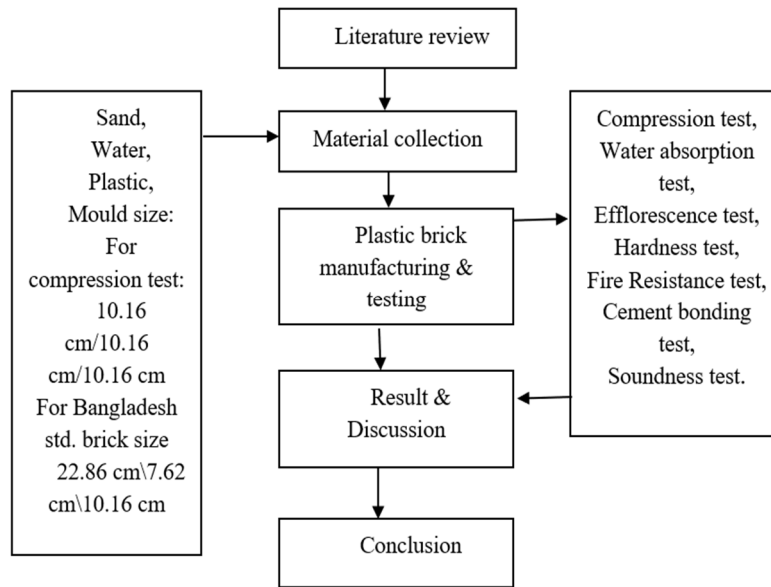 Literature review
Sand,
Water,
Plastic,
Mould size:
For
compression test:
10.16
cm/10.16
cm/10.16 cm
For Bangladesh
std. brick size
22.86 cm\7.62
cm\10.16 cm
Material collection
Plastic brick
manufacturing &
testing
Compression test,
Water absorption
test,
Efflorescence test,
Hardness test,
Fire Resistance test,
Cement bonding
test,
Soundness test.
Result &
Discussion
Conclusion